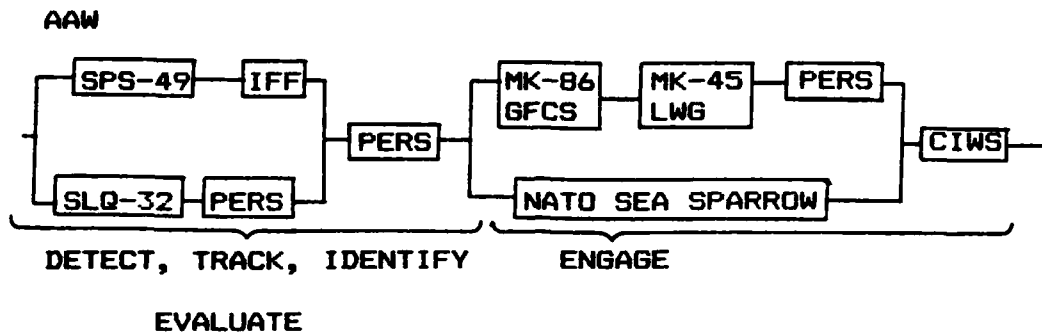 AAW
SPS-49 IFF
MK-86 MK-45 PERS
GFCS LWG
PERS CIWS
SLQ-32 PERS NATO SEA SPARROW
DETECT, TRACK, IDENTIFY ENGAGE
EVALUATE